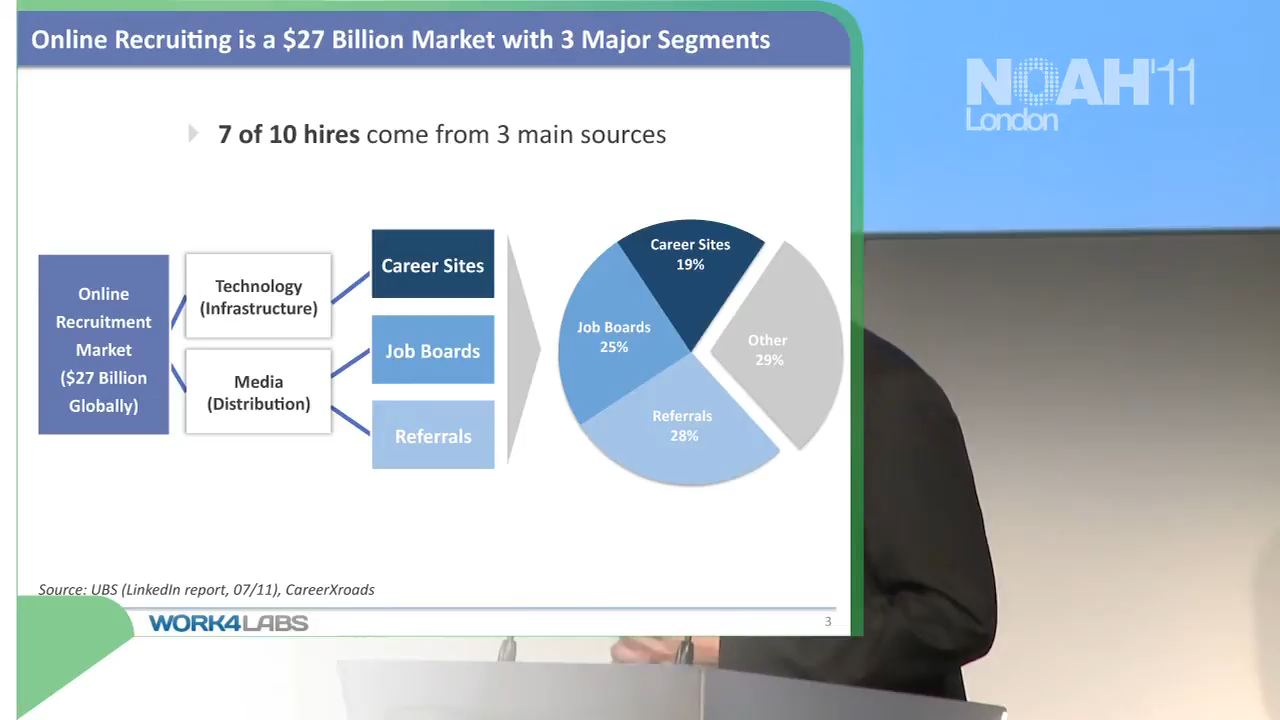 Online Recruiting is a $27 Billion Market with 3 Major Segments
NOAH'11
London
7 of 10 hires come from 3 main sources
Online
Recruitment
Market
($27 Billion
Globally)
Technology
(Infrastructure)
Media
(Distribution)
Career Sites
Job Boards
Referrals
Career Sites
19%
Job Boards
25%
Other
29%
Referrals
28%
Source: UBS (LinkedIn report, 07/11), CareerXroads
WORK4LABS
3